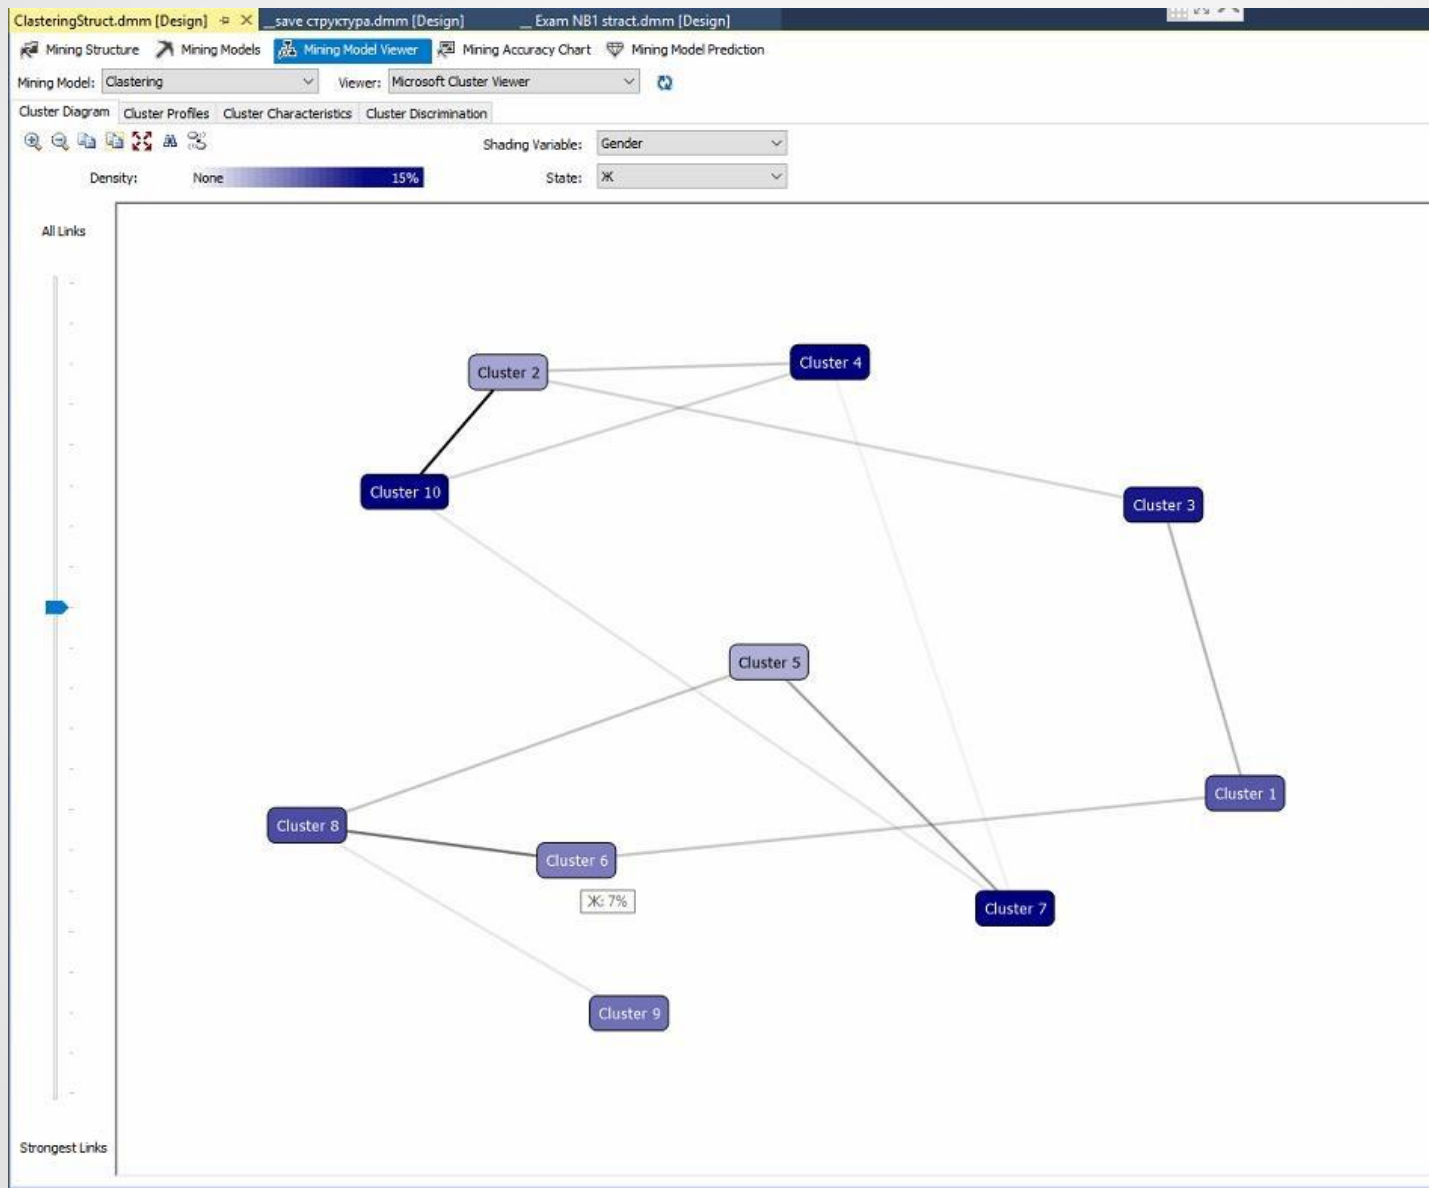 ClasteringStruct.dmm [Design] __save структура.dmm [Design] __ Exam NB1 stract.dmm [Design]
Mining Structure Mining Models Mining Model Viewer Mining Accuracy Chart Mining Model Prediction
Mining Model: Clastering Viewer: Microsoft Cluster Viewer
Cluster Diagram Cluster Profiles Cluster Characteristics Cluster Discrimination
Shading Variable: Gender
Density: None 15% State: Ж
All Links
Cluster 4
Cluster 2
Cluster 10
Cluster 3
Cluster 5
Cluster 1
Cluster 8
Cluster 6
Ж: 7%
Cluster 7
Cluster 9
Strongest Links